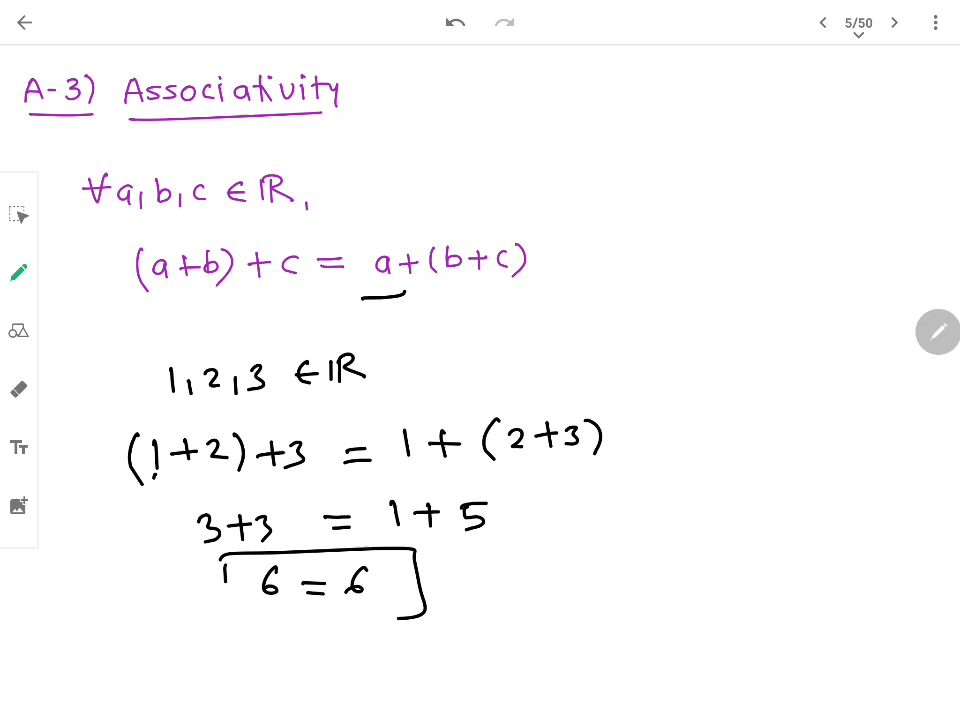 5/50
A-3) Associativity
∀a,b,c ∈ ℝ,
(a+b)+c = a+(b+c)
1,2,3 ∈ ℝ
(1+2)+3 = 1+(2+3)
3+3 = 1+5
6 = 6
Tт